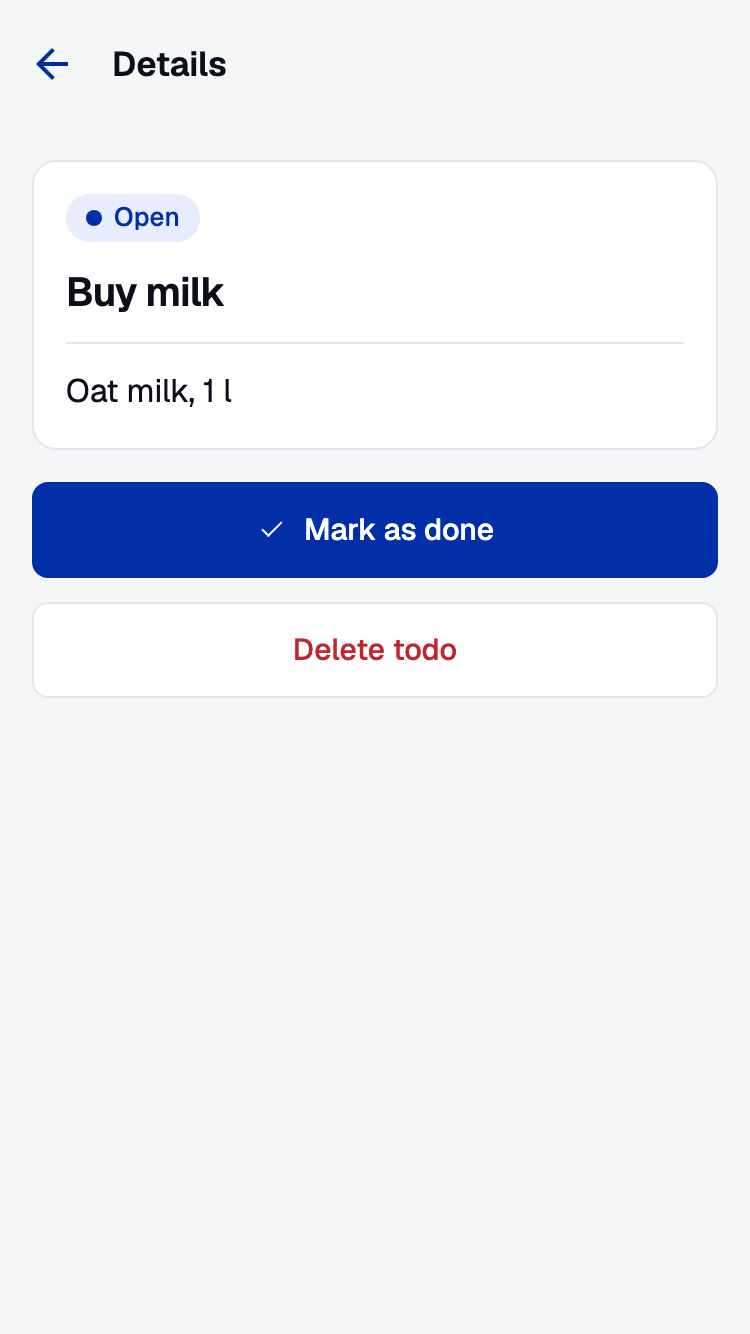 Details
Open
Buy milk
Oat milk, 1 l
Mark as done
Delete todo